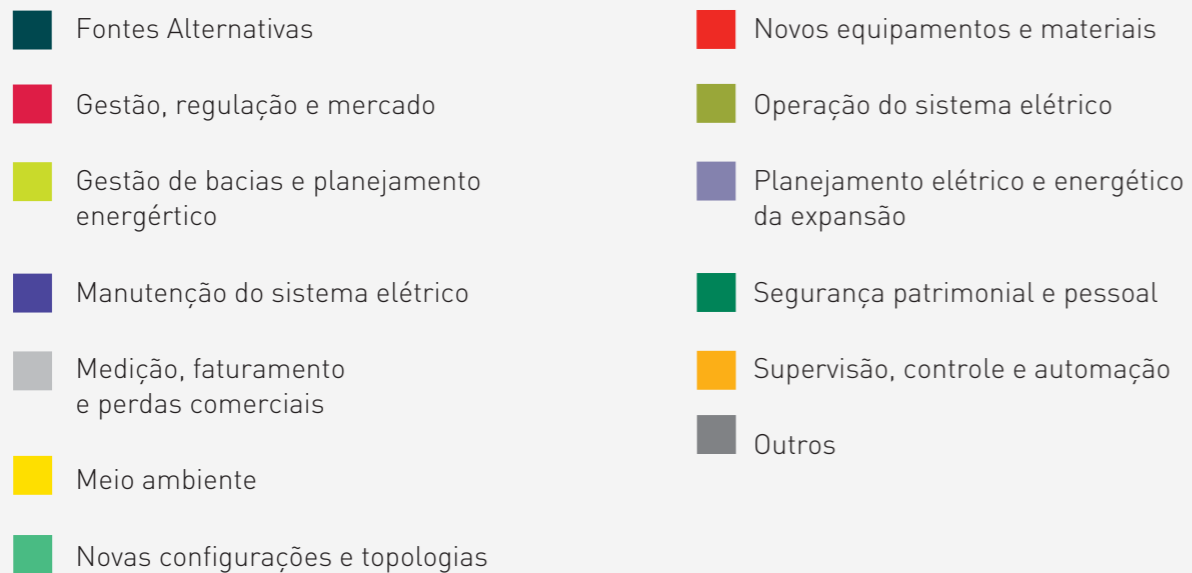 Fontes Alternativas
Gestão, regulação e mercado
Gestão de bacias e planejamento
energértico
Manutenção do sistema elétrico
Medição, faturamento
e perdas comerciais
Meio ambiente
Novas configurações e topologias
Novos equipamentos e materiais
Operação do sistema elétrico
Planejamento elétrico e energético
da expansão
Segurança patrimonial e pessoal
Supervisão, controle e automação
Outros